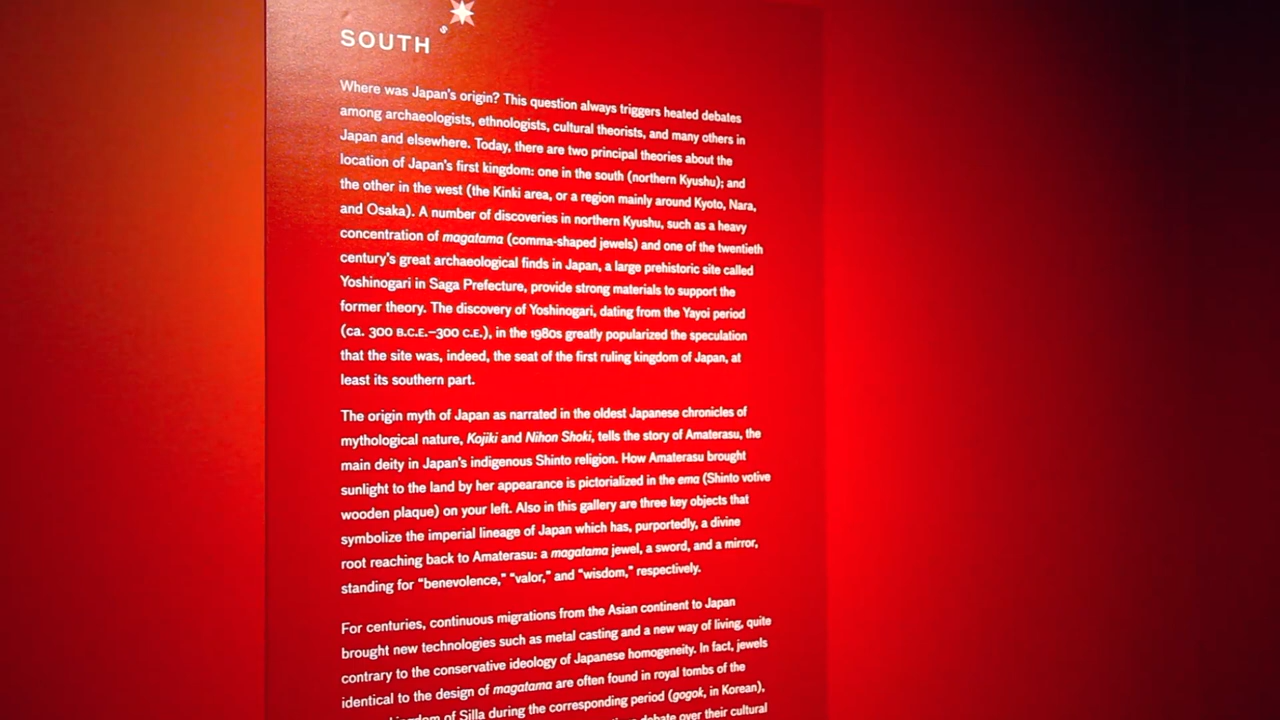 SOUTH
S
Where was Japan's origin? This question always triggers heated debates
among archaeologists, ethnologists, cultural theorists, and many others in
Japan and elsewhere. Today, there are two principal theories about the
location of Japan's first kingdom: one in the south (northern Kyushu); and
the other in the west (the Kinki area, or a region mainly around Kyoto, Nara,
and Osaka). A number of discoveries in northern Kyushu, such as a heavy
concentration of magatama (comma-shaped jewels) and one of the twentieth
century's great archaeological finds in Japan, a large prehistoric site called
Yoshinogari in Saga Prefecture, provide strong materials to support the
former theory. The discovery of Yoshinogari, dating from the Yayoi period
(ca. 300 B.C.E.–300 C.E.), in the 1980s greatly popularized the speculation
that the site was, indeed, the seat of the first ruling kingdom of Japan, at
least its southern part.
The origin myth of Japan as narrated in the oldest Japanese chronicles of
mythological nature, Kojiki and Nihon Shoki, tells the story of Amaterasu, the
main deity in Japan's indigenous Shinto religion. How Amaterasu brought
sunlight to the land by her appearance is pictorialized in the ema (Shinto votive
wooden plaque) on your left. Also in this gallery are three key objects that
symbolize the imperial lineage of Japan which has, purportedly, a divine
root reaching back to Amaterasu: a magatama jewel, a sword, and a mirror,
standing for "benevolence," "valor," and "wisdom," respectively.
For centuries, continuous migrations from the Asian continent to Japan
brought new technologies such as metal casting and a new way of living, quite
contrary to the conservative ideology of Japanese homogeneity. In fact, jewels
identical to the design of magatama are often found in royal tombs of the
of Silla during the corresponding period (gogok, in Korean),
debate over their cultural